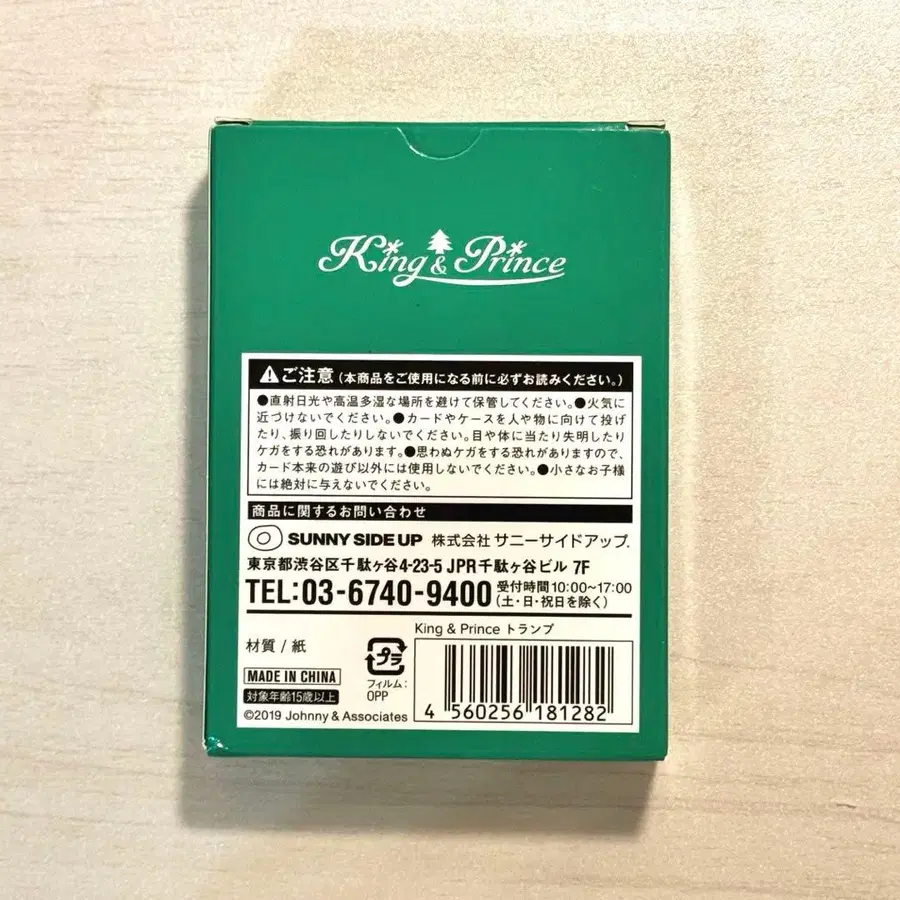 King & Prince
⚠ご注意(本商品をご使用になる前に必ずお読みください。)
●直射日光や高温多湿な場所を避けて保管してください。●火気に
近づけないでください。●カードやケースを人や物に向けて投げ
たり、振り回したりしないでください。目や体に当たり失明したり
ケガをする恐れがあります。●思わぬケガをする恐れがありますので、
カード本来の遊び以外には使用しないでください。●小さなお子様
には絶対に与えないでください。
商品に関するお問い合わせ
SUNNY SIDE UP 株式会社 サニーサイドアップ.
東京都渋谷区千駄ヶ谷4-23-5 JPR千駄ヶ谷ビル 7F
TEL:03-6740-9400 受付時間10:00~17:00
(土・日・祝日を除く)
King & Prince トランプ
材質 / 紙
プラ
フィルム:
OPP
MADE IN CHINA
対象年齢15歳以上
©2019 Johnny & Associates
4 560256 181282